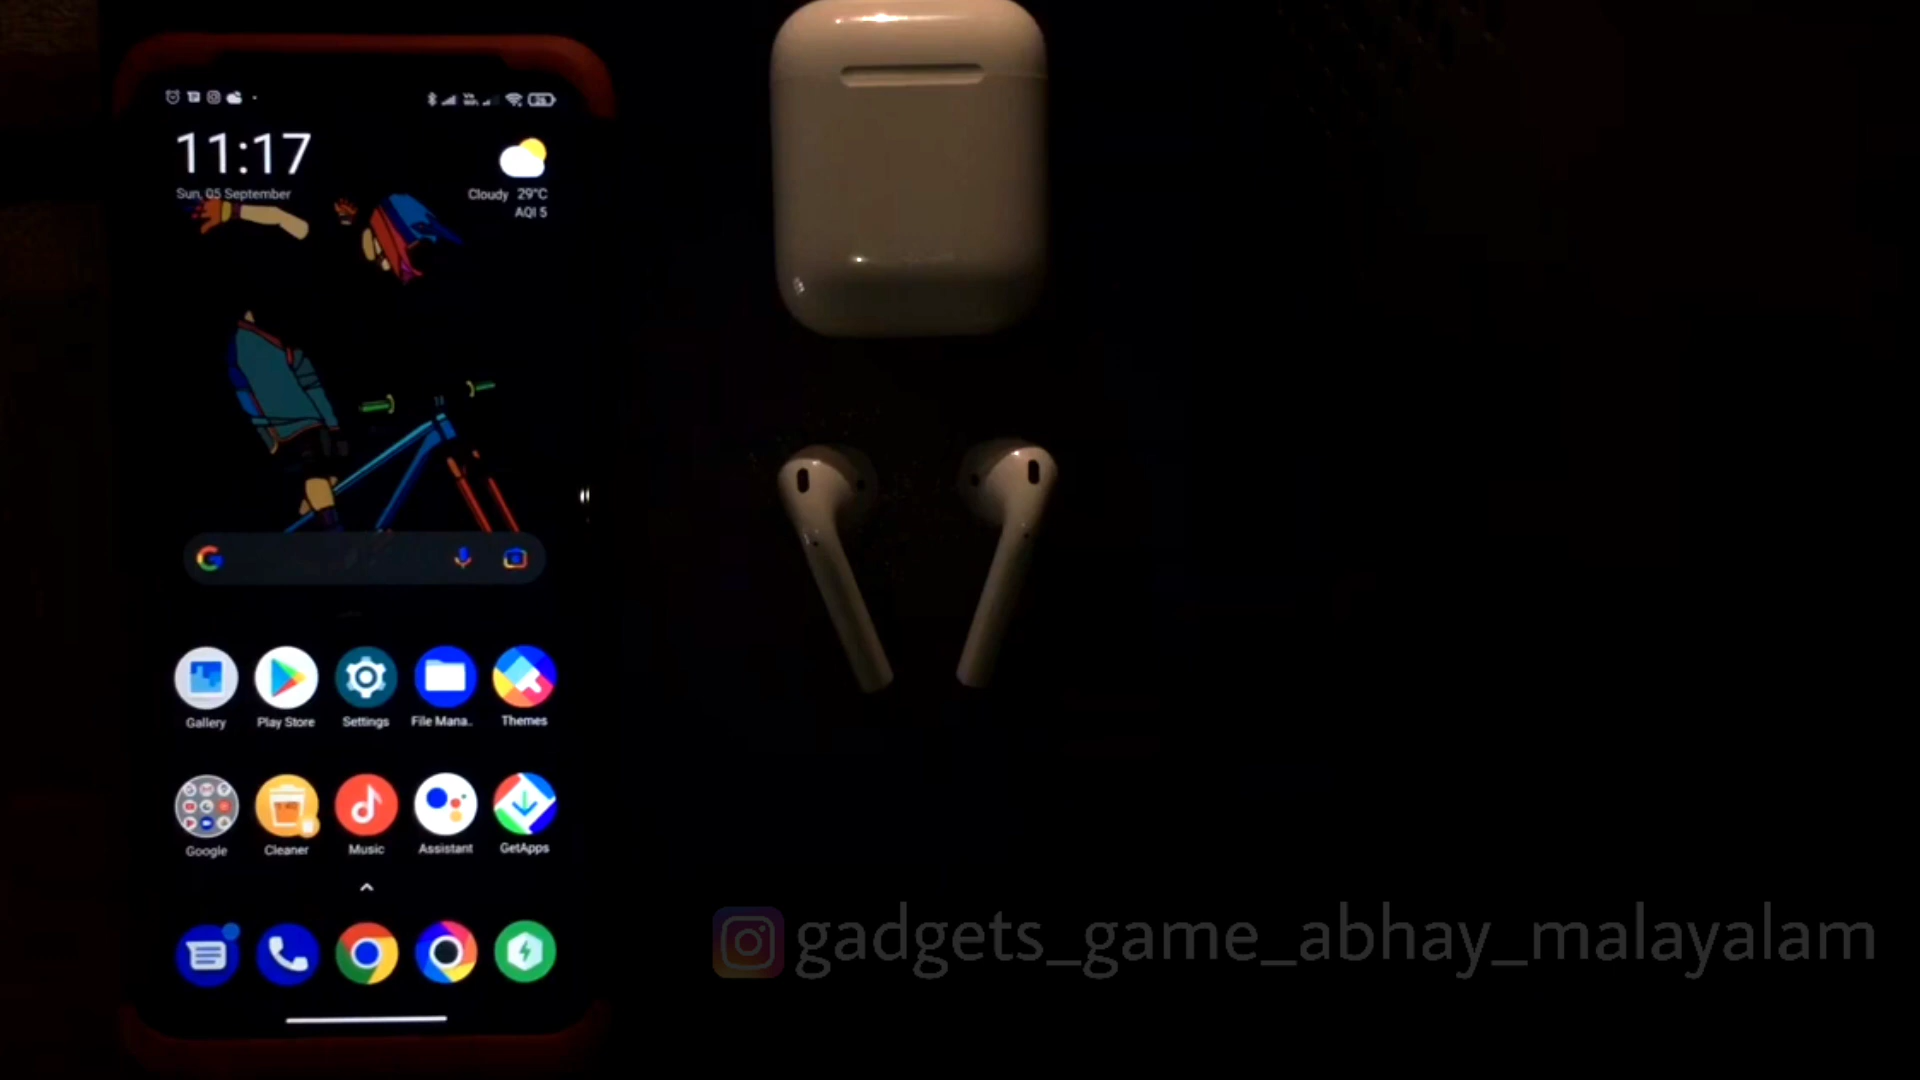 11:17
Sun, 05 September
Cloudy 29°C
AQI 5
Gallery
Play Store
Settings
File Mana..
Themes
Google
Cleaner
Music
Assistant
GetApps
gadgets_game_abhay_malayalam